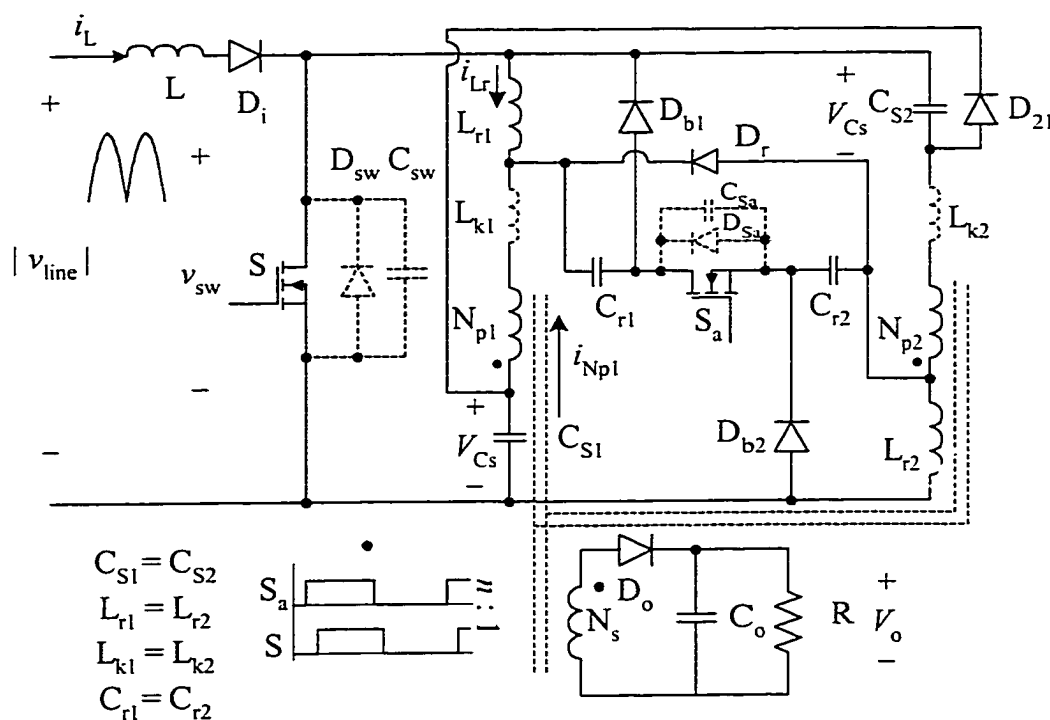 i_L
L
D_i
+
|v_line|
−
+
v_sw
−
S
D_sw C_sw
i_Lr
L_r1
L_k1
N_p1
+
V_Cs
−
C_S1
i_Np1
D_b1
D_r
C_Sa
D_Sa
C_r1
S_a
C_r2
D_b2
+
V_Cs
−
C_S2
D_21
L_k2
N_p2
L_r2
C_S1 = C_S2
L_r1 = L_r2
L_k1 = L_k2
C_r1 = C_r2
S_a
S
N_s
D_o
C_o
R
+
V_o
−